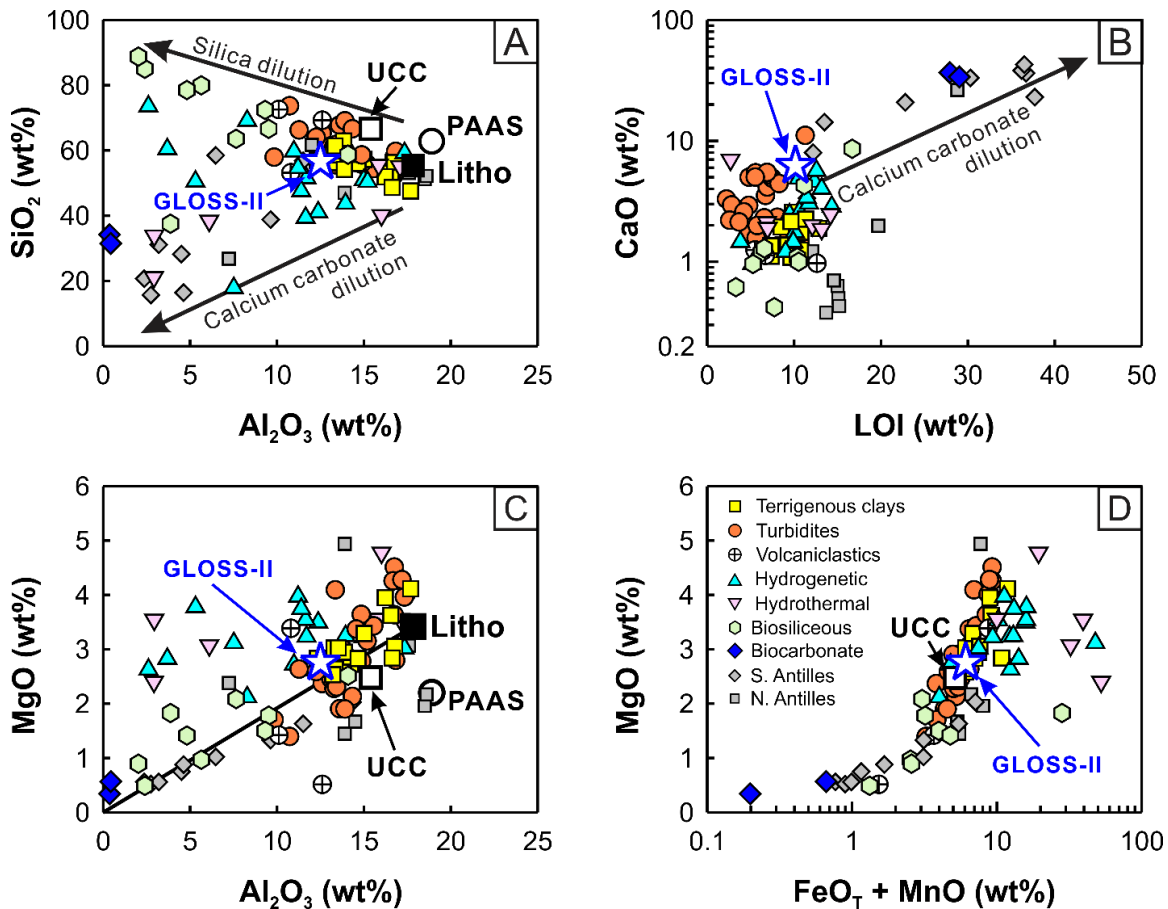 A
SiO2 (wt%)
100
80
60
40
20
0
0 5 10 15 20 25
Al2O3 (wt%)
Silica dilution
UCC
PAAS
Litho
GLOSS-II
Calcium carbonate
dilution
B
CaO (wt%)
100
10
1
0.2
0 10 20 30 40 50
LOI (wt%)
GLOSS-II
Calcium carbonate
dilution
C
MgO (wt%)
6
5
4
3
2
1
0
0 5 10 15 20 25
Al2O3 (wt%)
GLOSS-II
Litho
PAAS
UCC
D
MgO (wt%)
6
5
4
3
2
1
0
0.1 1 10 100
FeOT + MnO (wt%)
Terrigenous clays
Turbidites
Volcaniclastics
Hydrogenetic
Hydrothermal
Biosiliceous
Biocarbonate
S. Antilles
N. Antilles
UCC
GLOSS-II